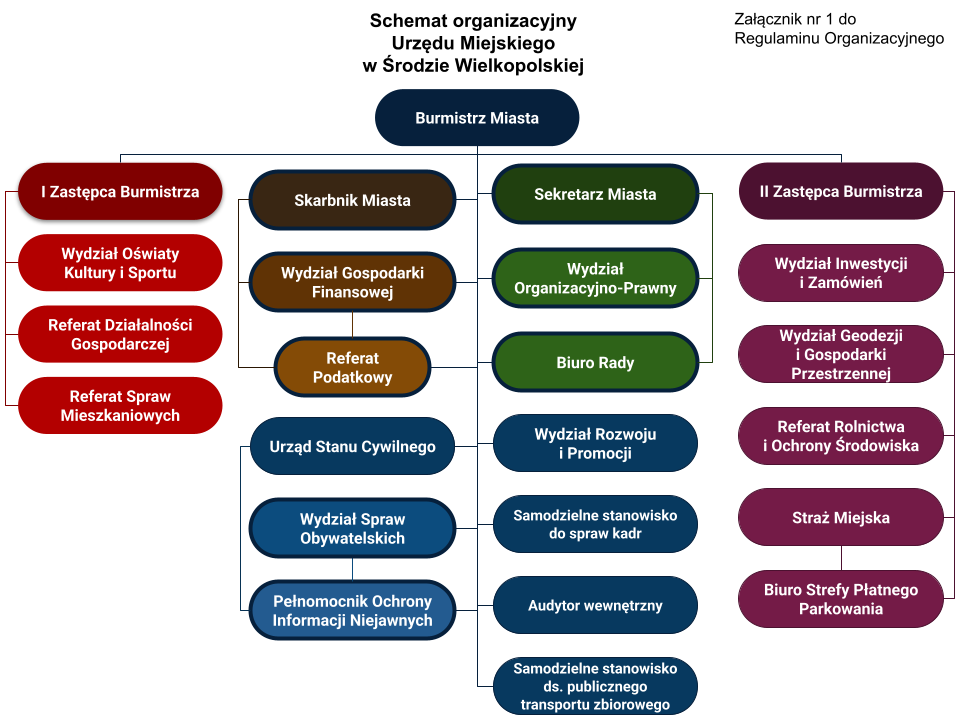 Schemat organizacyjny
Urzędu Miejskiego
w Środzie Wielkopolskiej
Załącznik nr 1 do
Regulaminu Organizacyjnego
Burmistrz Miasta
I Zastępca Burmistrza
Wydział Oświaty
Kultury i Sportu
Referat Działalności
Gospodarczej
Referat Spraw
Mieszkaniowych
Skarbnik Miasta
Wydział Gospodarki
Finansowej
Referat
Podatkowy
Urząd Stanu Cywilnego
Wydział Spraw
Obywatelskich
Pełnomocnik Ochrony
Informacji Niejawnych
Sekretarz Miasta
Wydział
Organizacyjno-Prawny
Biuro Rady
Wydział Rozwoju
i Promocji
Samodzielne stanowisko
do spraw kadr
Audytor wewnętrzny
Samodzielne stanowisko
ds. publicznego
transportu zbiorowego
II Zastępca Burmistrza
Wydział Inwestycji
i Zamówień
Wydział Geodezji
i Gospodarki
Przestrzennej
Referat Rolnictwa
i Ochrony Środowiska
Straż Miejska
Biuro Strefy Płatnego
Parkowania